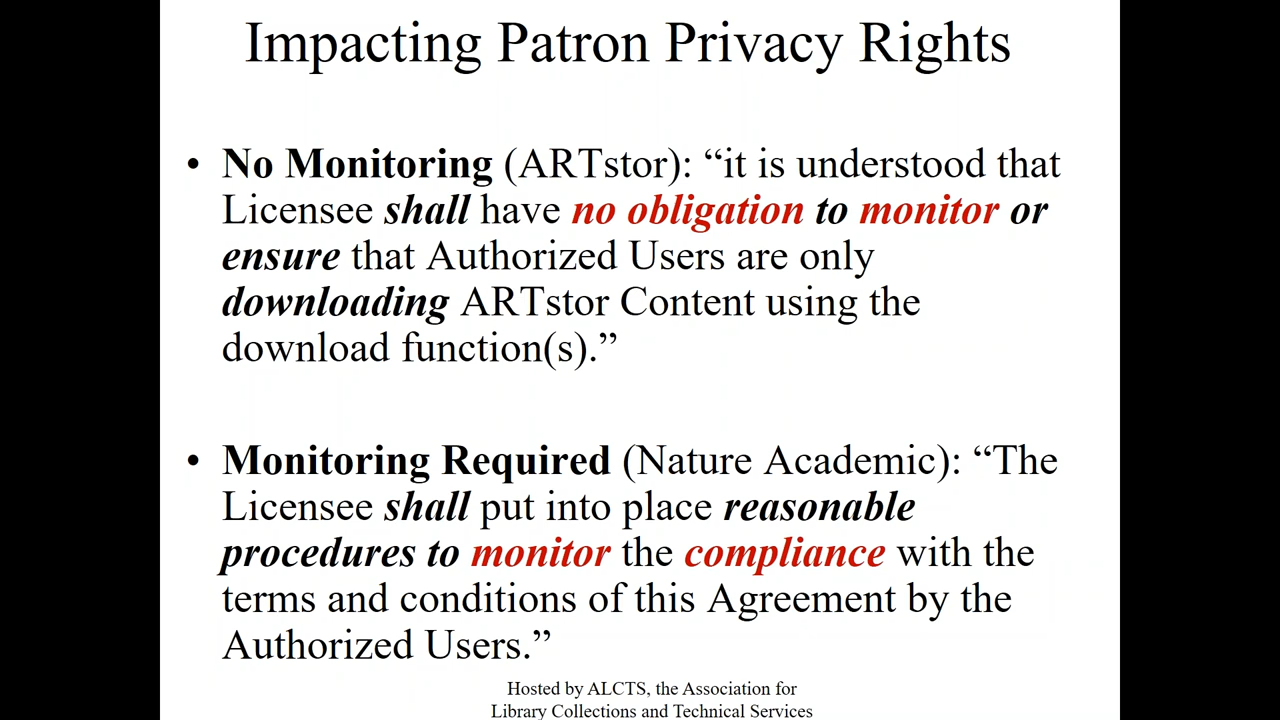 Impacting Patron Privacy Rights
• No Monitoring (ARTstor): “it is understood that
Licensee shall have no obligation to monitor or
ensure that Authorized Users are only
downloading ARTstor Content using the
download function(s).”
• Monitoring Required (Nature Academic): “The
Licensee shall put into place reasonable
procedures to monitor the compliance with the
terms and conditions of this Agreement by the
Authorized Users.”
Hosted by ALCTS, the Association for
Library Collections and Technical Services